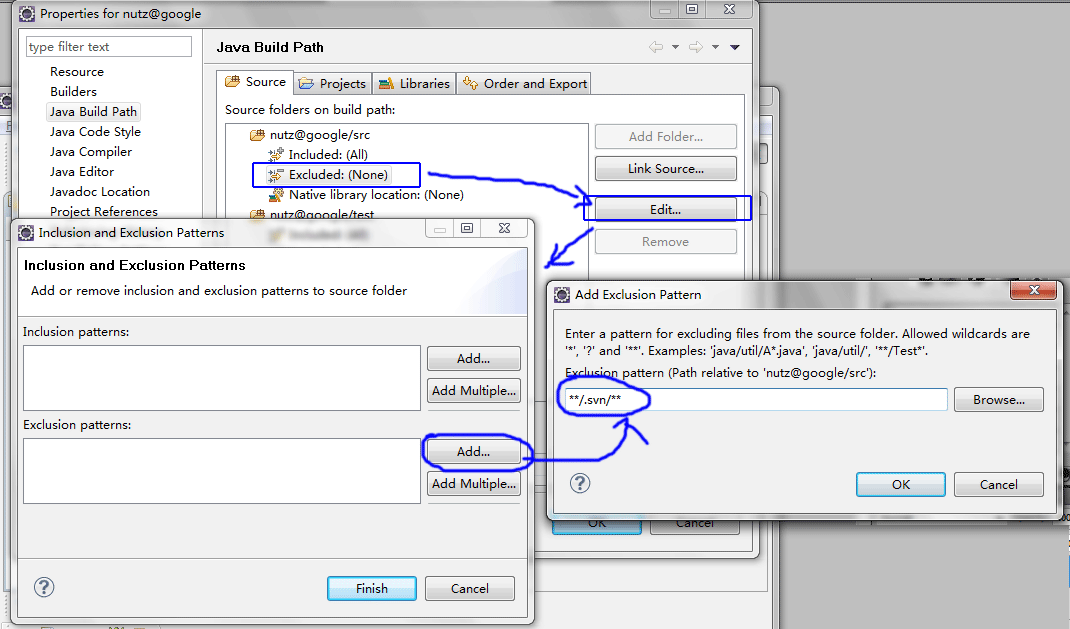 Properties for nutz@google
type filter text
Resource
Builders
Java Build Path
Java Code Style
Java Compiler
Java Editor
Javadoc Location
Project References
Java Build Path
Source
Projects
Libraries
Order and Export
Source folders on build path:
nutz@google/src
Included: (All)
Excluded: (None)
Native library location: (None)
nutz@google/test
Included: (All)
Add Folder...
Link Source...
Edit...
Remove
OK
Cancel
Inclusion and Exclusion Patterns
Inclusion and Exclusion Patterns
Add or remove inclusion and exclusion patterns to source folder
Inclusion patterns:
Add...
Add Multiple...
Exclusion patterns:
Add...
Add Multiple...
Finish
Cancel
Add Exclusion Pattern
Enter a pattern for excluding files from the source folder. Allowed wildcards are
'*', '?' and '**'. Examples: 'java/util/A*.java', 'java/util/', '**/Test*'.
Exclusion pattern (Path relative to 'nutz@google/src'):
**/.svn/**
Browse...
OK
Cancel